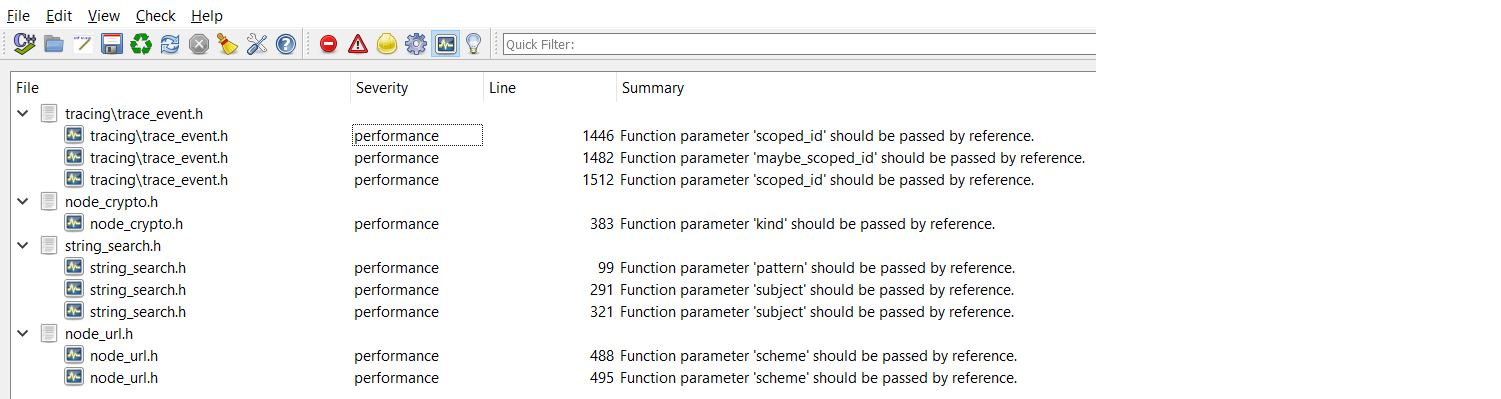 File Edit View Check Help
C++ Quick Filter:
File Severity Line Summary
tracing\trace_event.h
tracing\trace_event.h performance 1446 Function parameter 'scoped_id' should be passed by reference.
tracing\trace_event.h performance 1482 Function parameter 'maybe_scoped_id' should be passed by reference.
tracing\trace_event.h performance 1512 Function parameter 'scoped_id' should be passed by reference.
node_crypto.h
node_crypto.h performance 383 Function parameter 'kind' should be passed by reference.
string_search.h
string_search.h performance 99 Function parameter 'pattern' should be passed by reference.
string_search.h performance 291 Function parameter 'subject' should be passed by reference.
string_search.h performance 321 Function parameter 'subject' should be passed by reference.
node_url.h
node_url.h performance 488 Function parameter 'scheme' should be passed by reference.
node_url.h performance 495 Function parameter 'scheme' should be passed by reference.